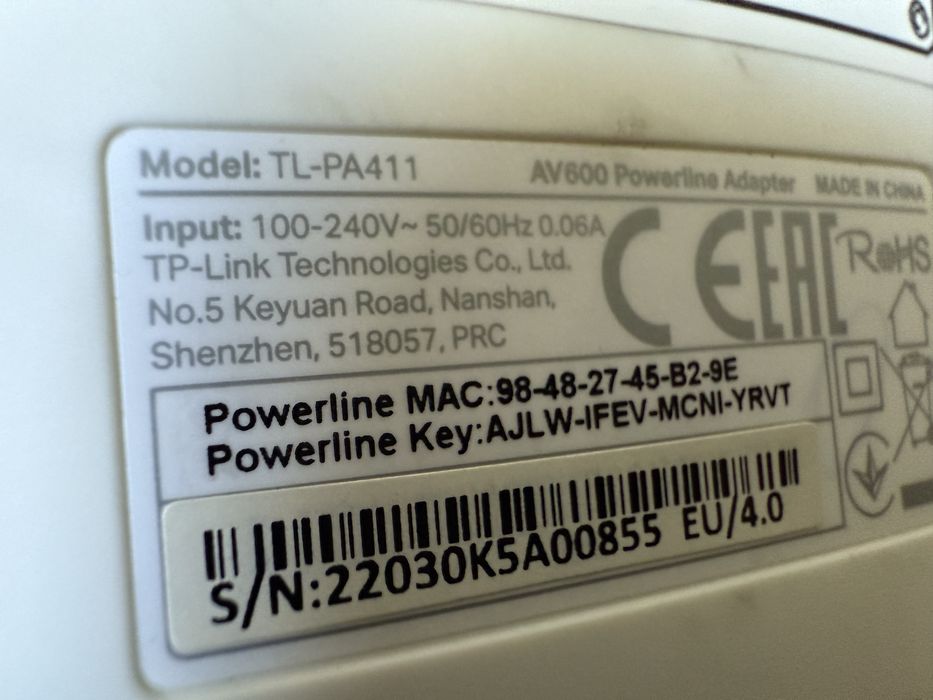 Model: TL-PA411 AV600 Powerline Adapter MADE IN CHINA
Input: 100-240V~ 50/60Hz 0.06A
TP-Link Technologies Co., Ltd.
No.5 Keyuan Road, Nanshan,
Shenzhen, 518057, PRC
CE EAC RoHS
Powerline MAC:98-48-27-45-B2-9E
Powerline Key:AJLW-IFEV-MCNI-YRVT
S/N:22030K5A00855 EU/4.0